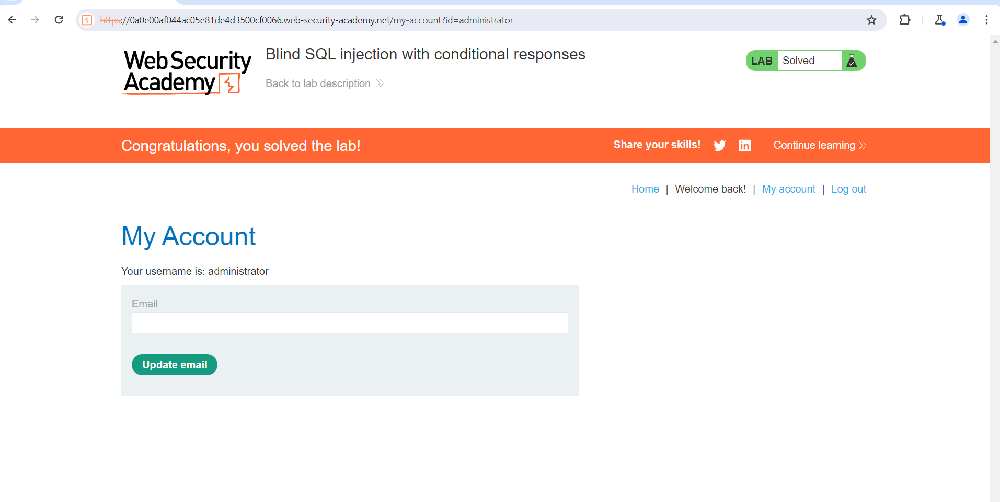 https://0a0e00af044ac05e81de4d3500cf0066.web-security-academy.net/my-account?id=administrator
Web Security
Academy
Blind SQL injection with conditional responses
Back to lab description
LAB Solved
Congratulations, you solved the lab!
Share your skills!
Continue learning
Home | Welcome back! | My account | Log out
My Account
Your username is: administrator
Email
Update email